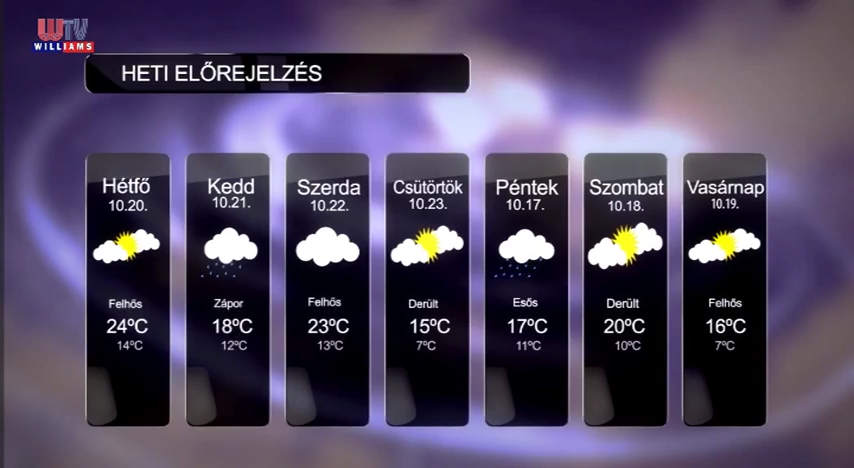 WTV
WILLIAMS
HETI ELŐREJELZÉS
Hétfő
10.20.
Felhős
24ºC
14ºC
Kedd
10.21.
Zápor
18ºC
12ºC
Szerda
10.22.
Felhős
23ºC
13ºC
Csütörtök
10.23.
Derült
15ºC
7ºC
Péntek
10.17.
Esős
17ºC
11ºC
Szombat
10.18.
Derült
20ºC
10ºC
Vasárnap
10.19.
Felhős
16ºC
7ºC